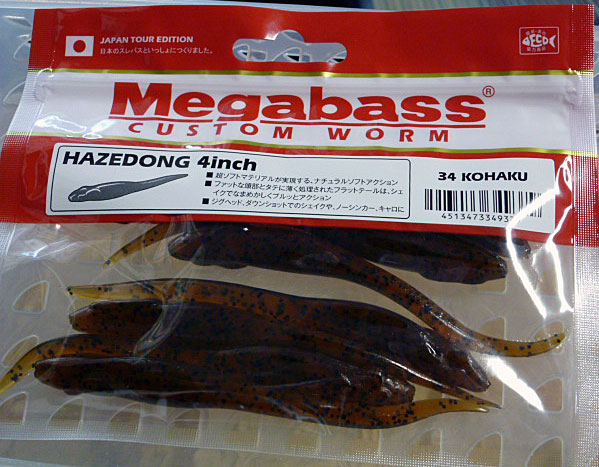 JAPAN TOUR EDITION
日本のスレバスといっしょにつくりました。
Megabass®
CUSTOM WORM
HAZEDONG 4inch
■超ソフトマテリアルが実現する、ナチュラルソフトアクション
■ファットな頭部とタテに薄く処理されたフラットテールは、シェ
イクでなまめかしくプルッとアクション
■ジグヘッド、ダウンショットでのシェイクや、ノーシンカー、キャロに
34 KOHAKU
ECO